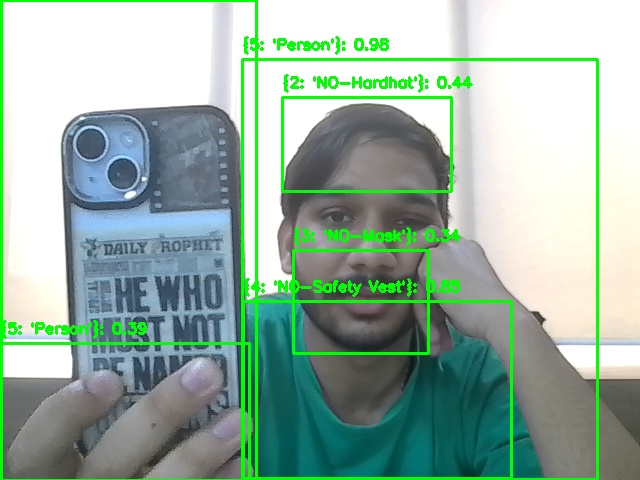 {5: 'Person'}: 0.98
{2: 'NO-Hardhat'}: 0.44
{3: 'NO-Mask'}: 0.34
{4: 'NO-Safety Vest'}: 0.85
{5: 'Person'}: 0.39
DAILY PROPHET
HE WHO
MUST NOT
BE NAMED